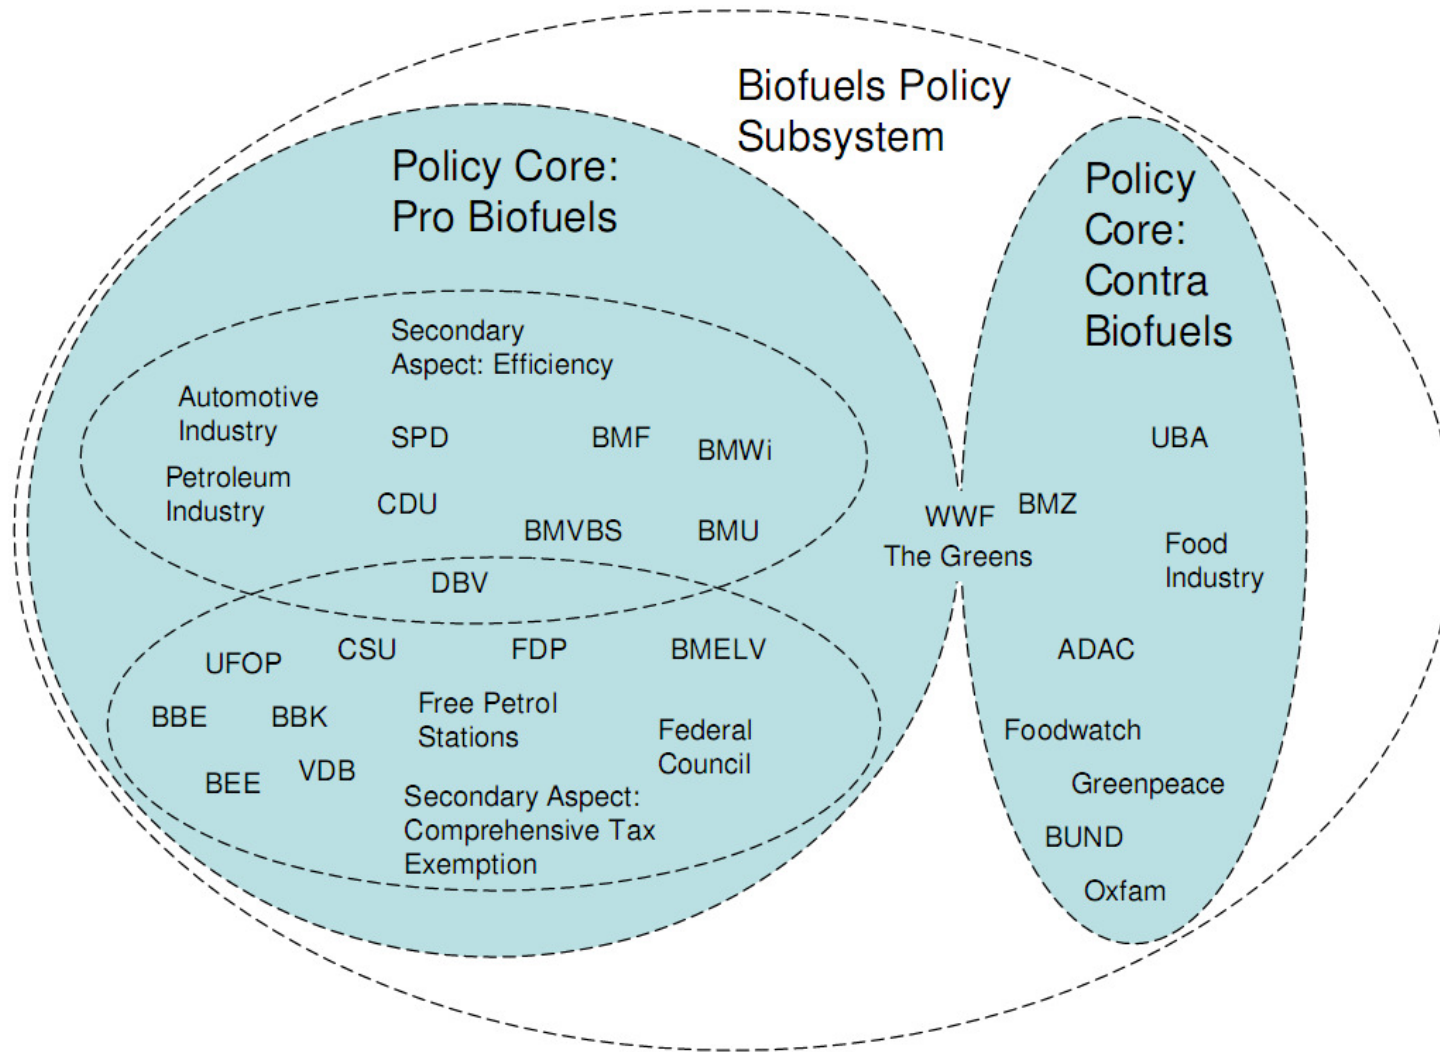 Biofuels Policy
Subsystem
Policy Core:
Pro Biofuels
Policy
Core:
Contra
Biofuels
Secondary
Aspect: Efficiency
Automotive
Industry
SPD
BMF
BMWi
Petroleum
Industry
CDU
BMVBS
BMU
DBV
WWF
The Greens
BMZ
UBA
Food
Industry
ADAC
Foodwatch
Greenpeace
BUND
Oxfam
UFOP
CSU
FDP
BMELV
BBE
BBK
Free Petrol
Stations
Federal
Council
BEE
VDB
Secondary Aspect:
Comprehensive Tax
Exemption